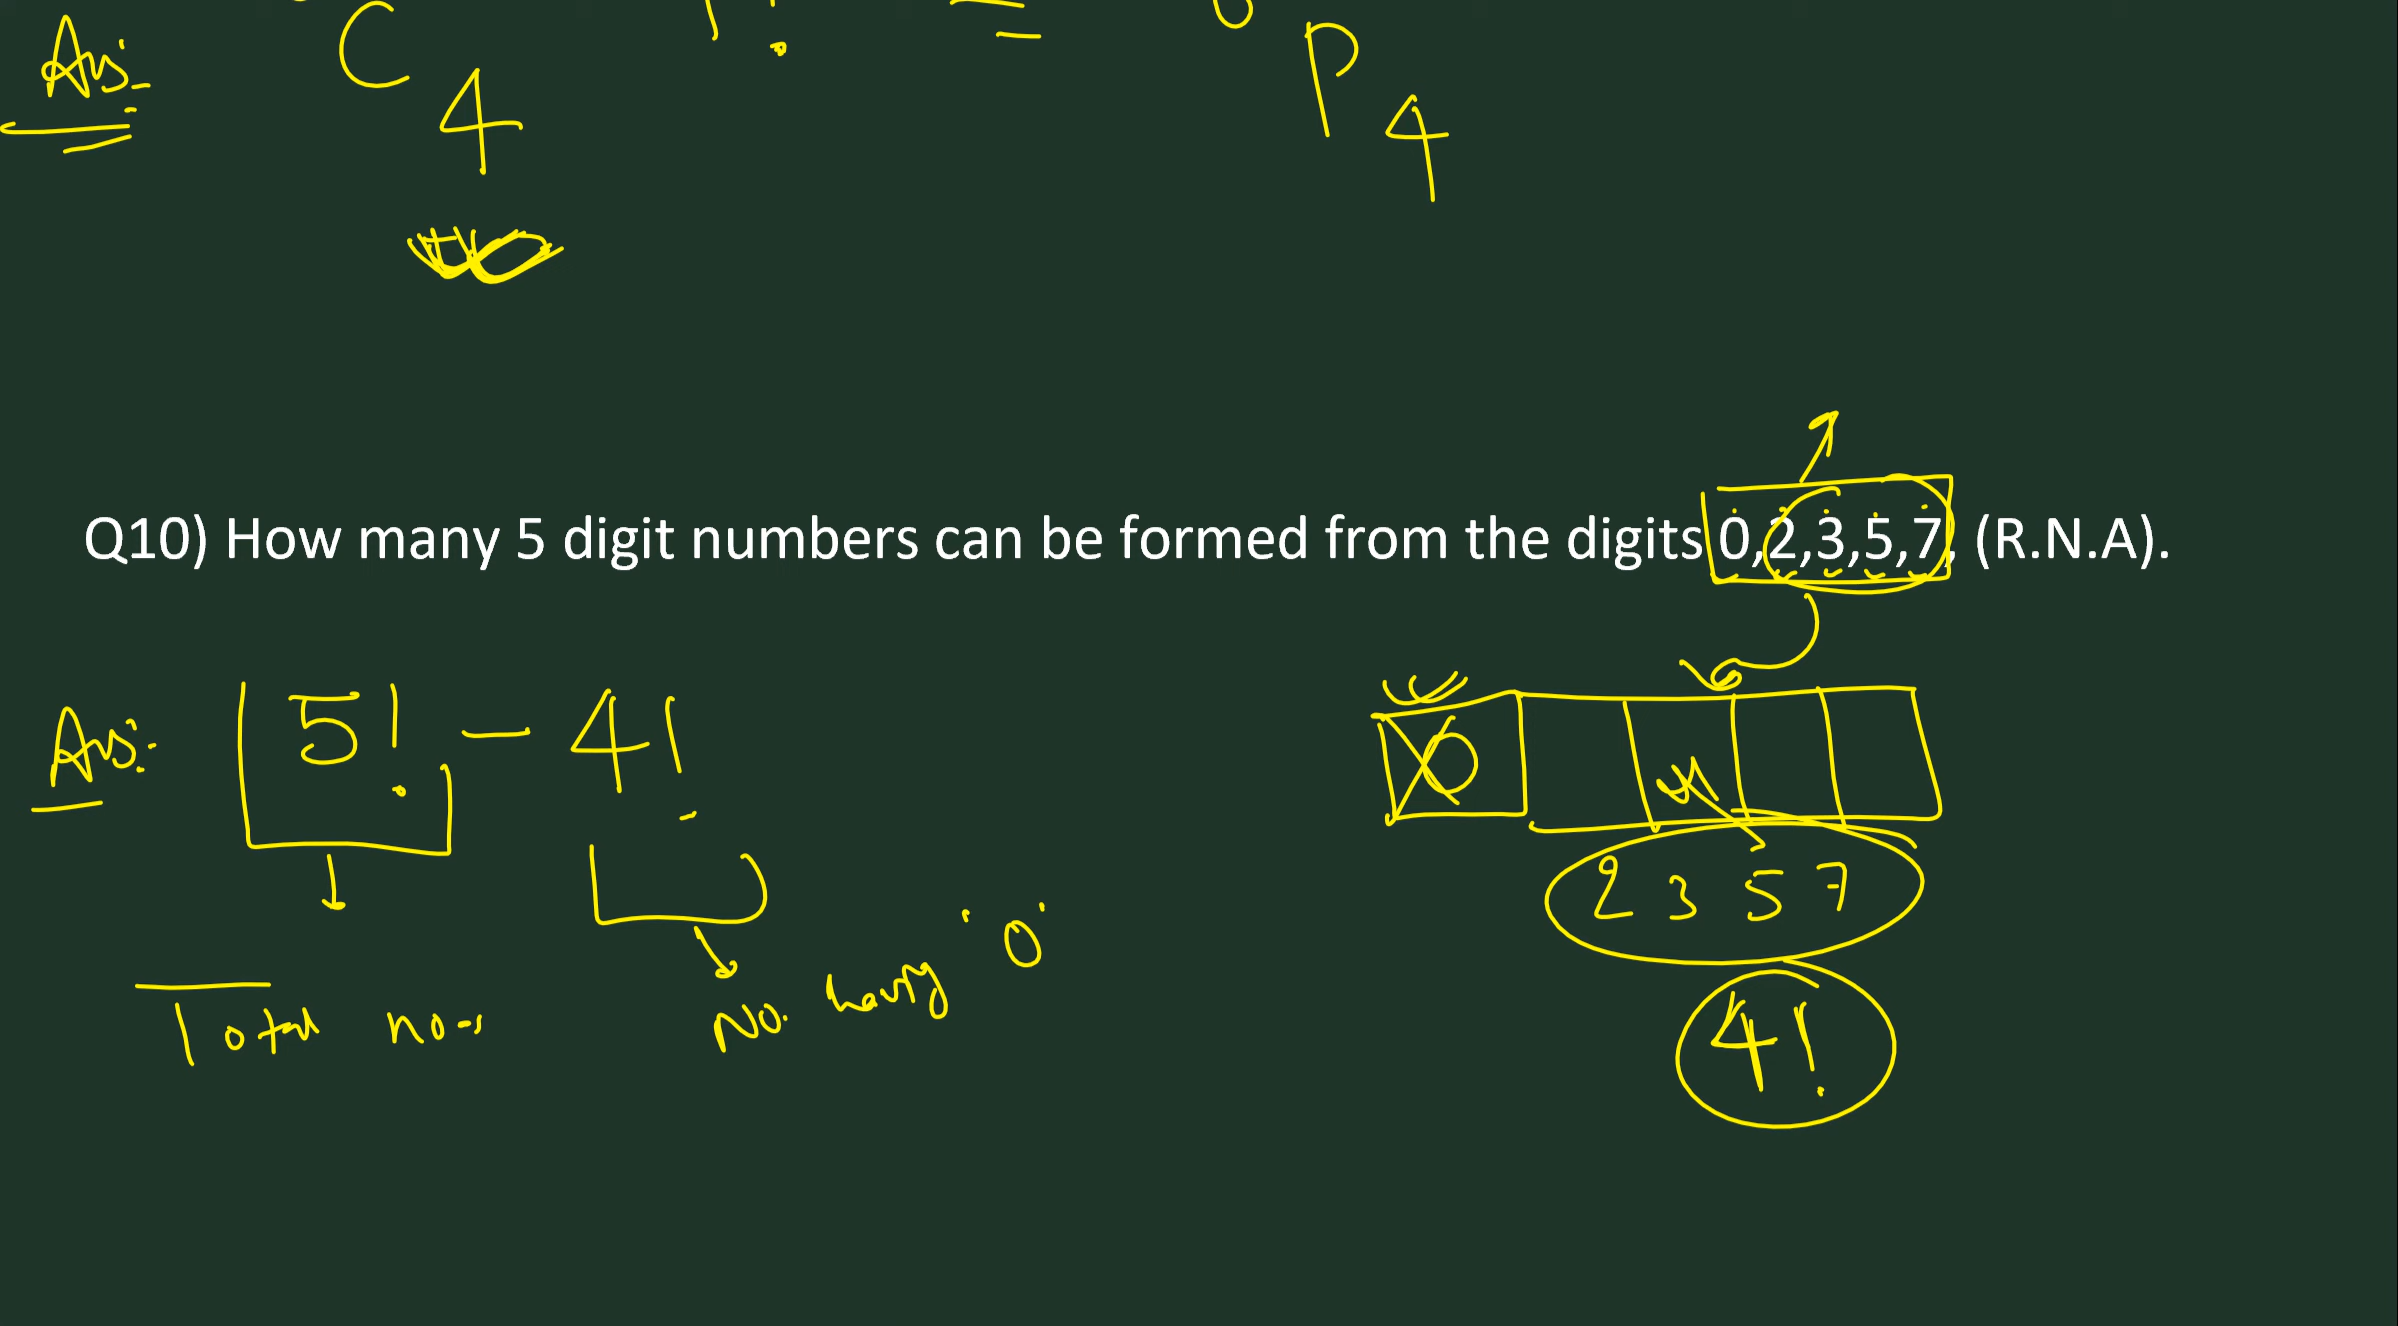 Ans:- C 4 ! = P 4
Q10) How many 5 digit numbers can be formed from the digits 0,2,3,5,7, (R.N.A).
Ans: 5! - 4!
0
2 3 5 7
Total no-s
No. having '0'
4!